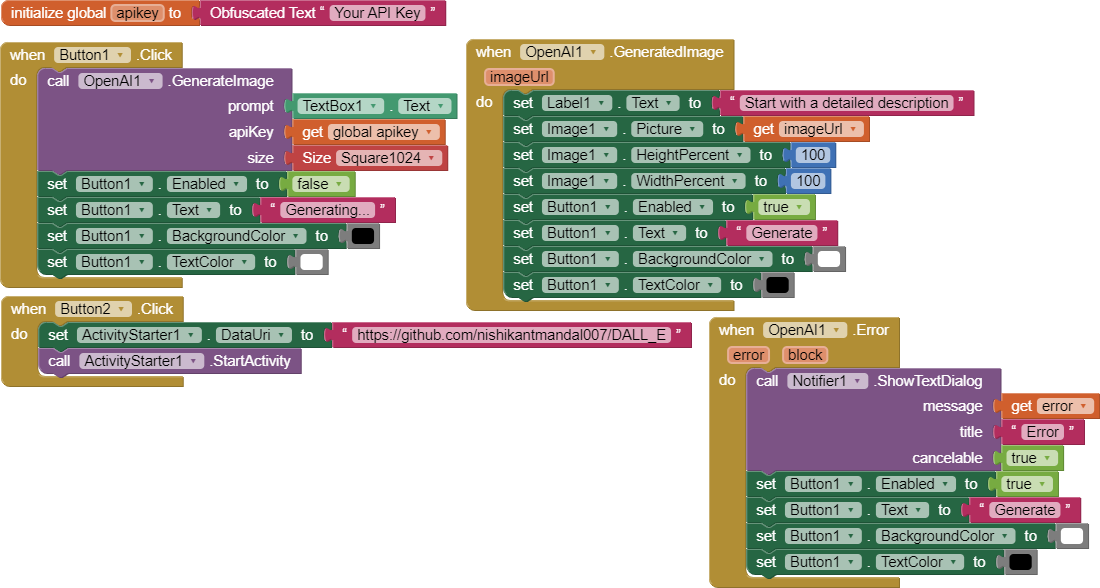 initialize global apikey to Obfuscated Text “ Your API Key ”
when Button1 .Click
do call OpenAI1 .GenerateImage
prompt TextBox1 . Text
apiKey get global apikey
size Size Square1024
set Button1 . Enabled to false
set Button1 . Text to “ Generating... ”
set Button1 . BackgroundColor to
set Button1 . TextColor to
when Button2 .Click
do set ActivityStarter1 . DataUri to “ https://github.com/nishikantmandal007/DALL_E ”
call ActivityStarter1 .StartActivity
when OpenAI1 .GeneratedImage
imageUrl
do set Label1 . Text to “ Start with a detailed description ”
set Image1 . Picture to get imageUrl
set Image1 . HeightPercent to 100
set Image1 . WidthPercent to 100
set Button1 . Enabled to true
set Button1 . Text to “ Generate ”
set Button1 . BackgroundColor to
set Button1 . TextColor to
when OpenAI1 .Error
error block
do call Notifier1 .ShowTextDialog
message get error
title “ Error ”
cancelable true
set Button1 . Enabled to true
set Button1 . Text to “ Generate ”
set Button1 . BackgroundColor to
set Button1 . TextColor to